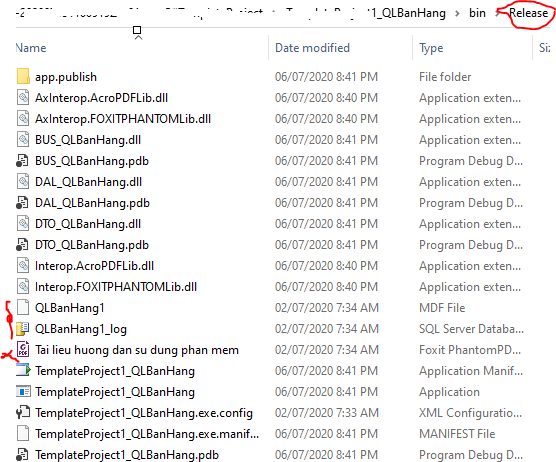 TemplateProject1_QLBanHang > bin > Release
Name Date modified Type Siz
app.publish 06/07/2020 8:41 PM File folder
AxInterop.AcroPDFLib.dll 06/07/2020 8:40 PM Application exten...
AxInterop.FOXITPHANTOMLib.dll 06/07/2020 8:40 PM Application exten...
BUS_QLBanHang.dll 06/07/2020 8:41 PM Application exten...
BUS_QLBanHang.pdb 06/07/2020 8:41 PM Program Debug D...
DAL_QLBanHang.dll 06/07/2020 8:41 PM Application exten...
DAL_QLBanHang.pdb 06/07/2020 8:41 PM Program Debug D...
DTO_QLBanHang.dll 06/07/2020 8:41 PM Application exten...
DTO_QLBanHang.pdb 06/07/2020 8:41 PM Program Debug D...
Interop.AcroPDFLib.dll 06/07/2020 8:40 PM Application exten...
Interop.FOXITPHANTOMLib.dll 06/07/2020 8:40 PM Application exten...
QLBanHang1 02/07/2020 7:34 AM MDF File
QLBanHang1_log 02/07/2020 7:34 AM SQL Server Databa...
Tai lieu huong dan su dung phan mem 02/07/2020 7:34 AM Foxit PhantomPD...
TemplateProject1_QLBanHang 06/07/2020 8:41 PM Application Manif...
TemplateProject1_QLBanHang 06/07/2020 8:41 PM Application
TemplateProject1_QLBanHang.exe.config 02/07/2020 7:33 AM XML Configuratio...
TemplateProject1_QLBanHang.exe.manif... 06/07/2020 8:41 PM MANIFEST File
TemplateProject1_QLBanHang.pdb 06/07/2020 8:41 PM Program Debug D...